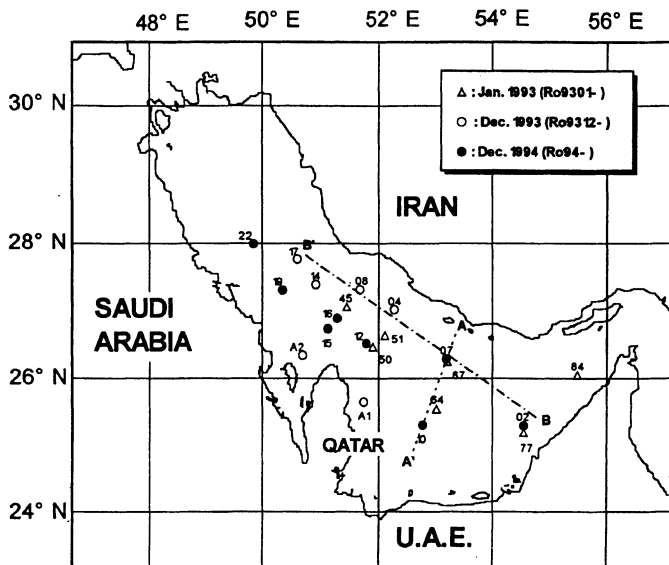 48° E 50° E 52° E 54° E 56° E
30° N
△ : Jan. 1993 (Ro9301- )
○ : Dec. 1993 (Ro9312- )
● : Dec. 1994 (Ro94- )
IRAN
28° N
22
17
B'
19
14
08
16
45
04
SAUDI
ARABIA
15
12
51
50
A
07
67
A2
84
26° N
A1
64
QATAR
0
A'
02
B
77
24° N
U.A.E.